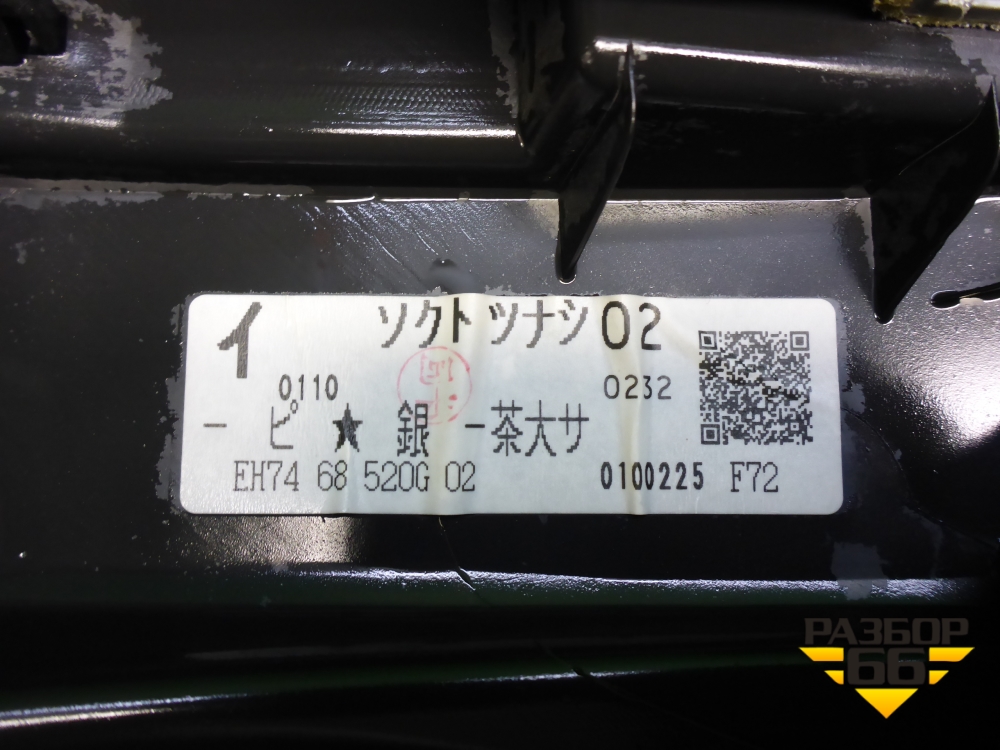 イ ソクトツナシ02
0110 0232
ー ピ ★ 銀 ー茶大サ
EH74 68 520G 02 0100225 F72
РАЗБОР
66